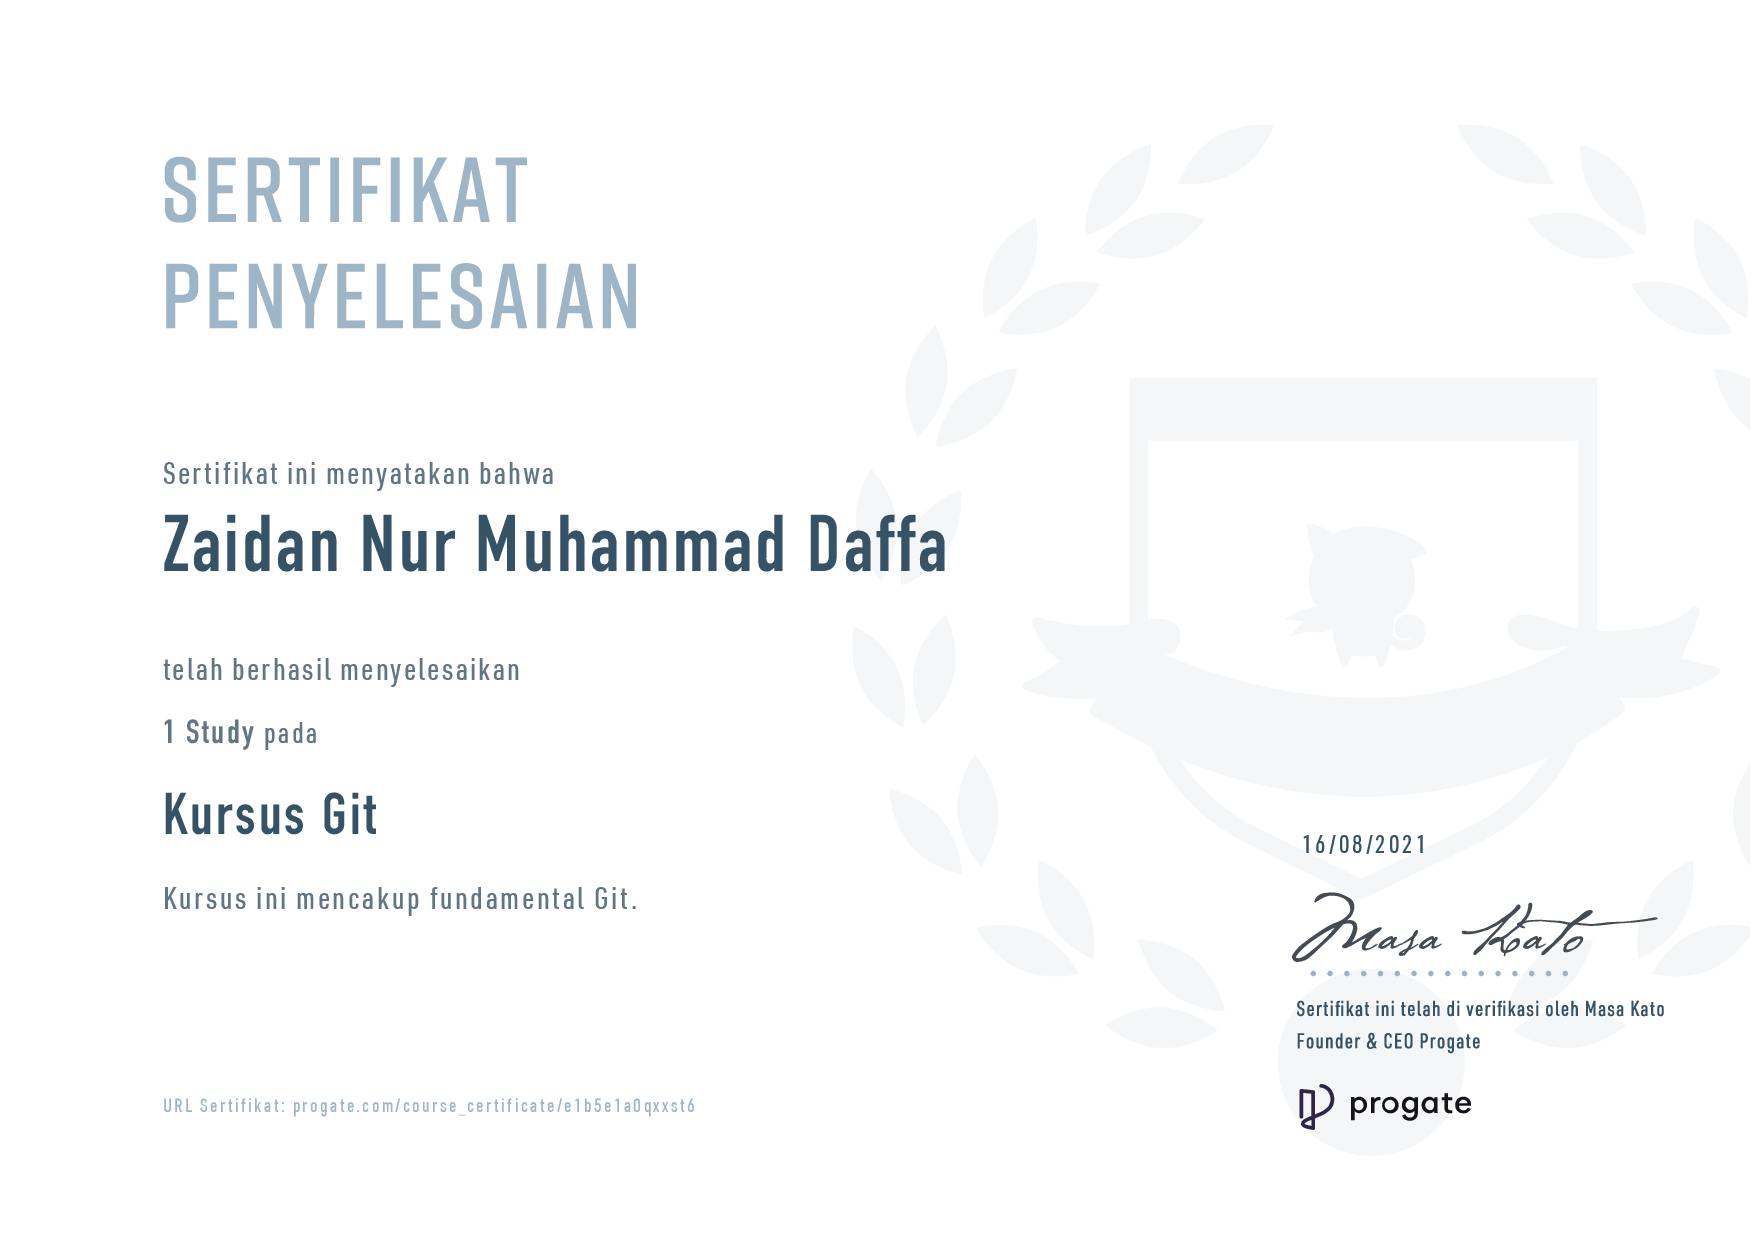 SERTIFIKAT
PENYELESAIAN
Sertifikat ini menyatakan bahwa
Zaidan Nur Muhammad Daffa
telah berhasil menyelesaikan
1 Study pada
Kursus Git
Kursus ini mencakup fundamental Git.
16/08/2021
Masa Kato
Sertifikat ini telah di verifikasi oleh Masa Kato
Founder & CEO Progate
URL Sertifikat: progate.com/course_certificate/e1b5e1a0qxxst6
progate